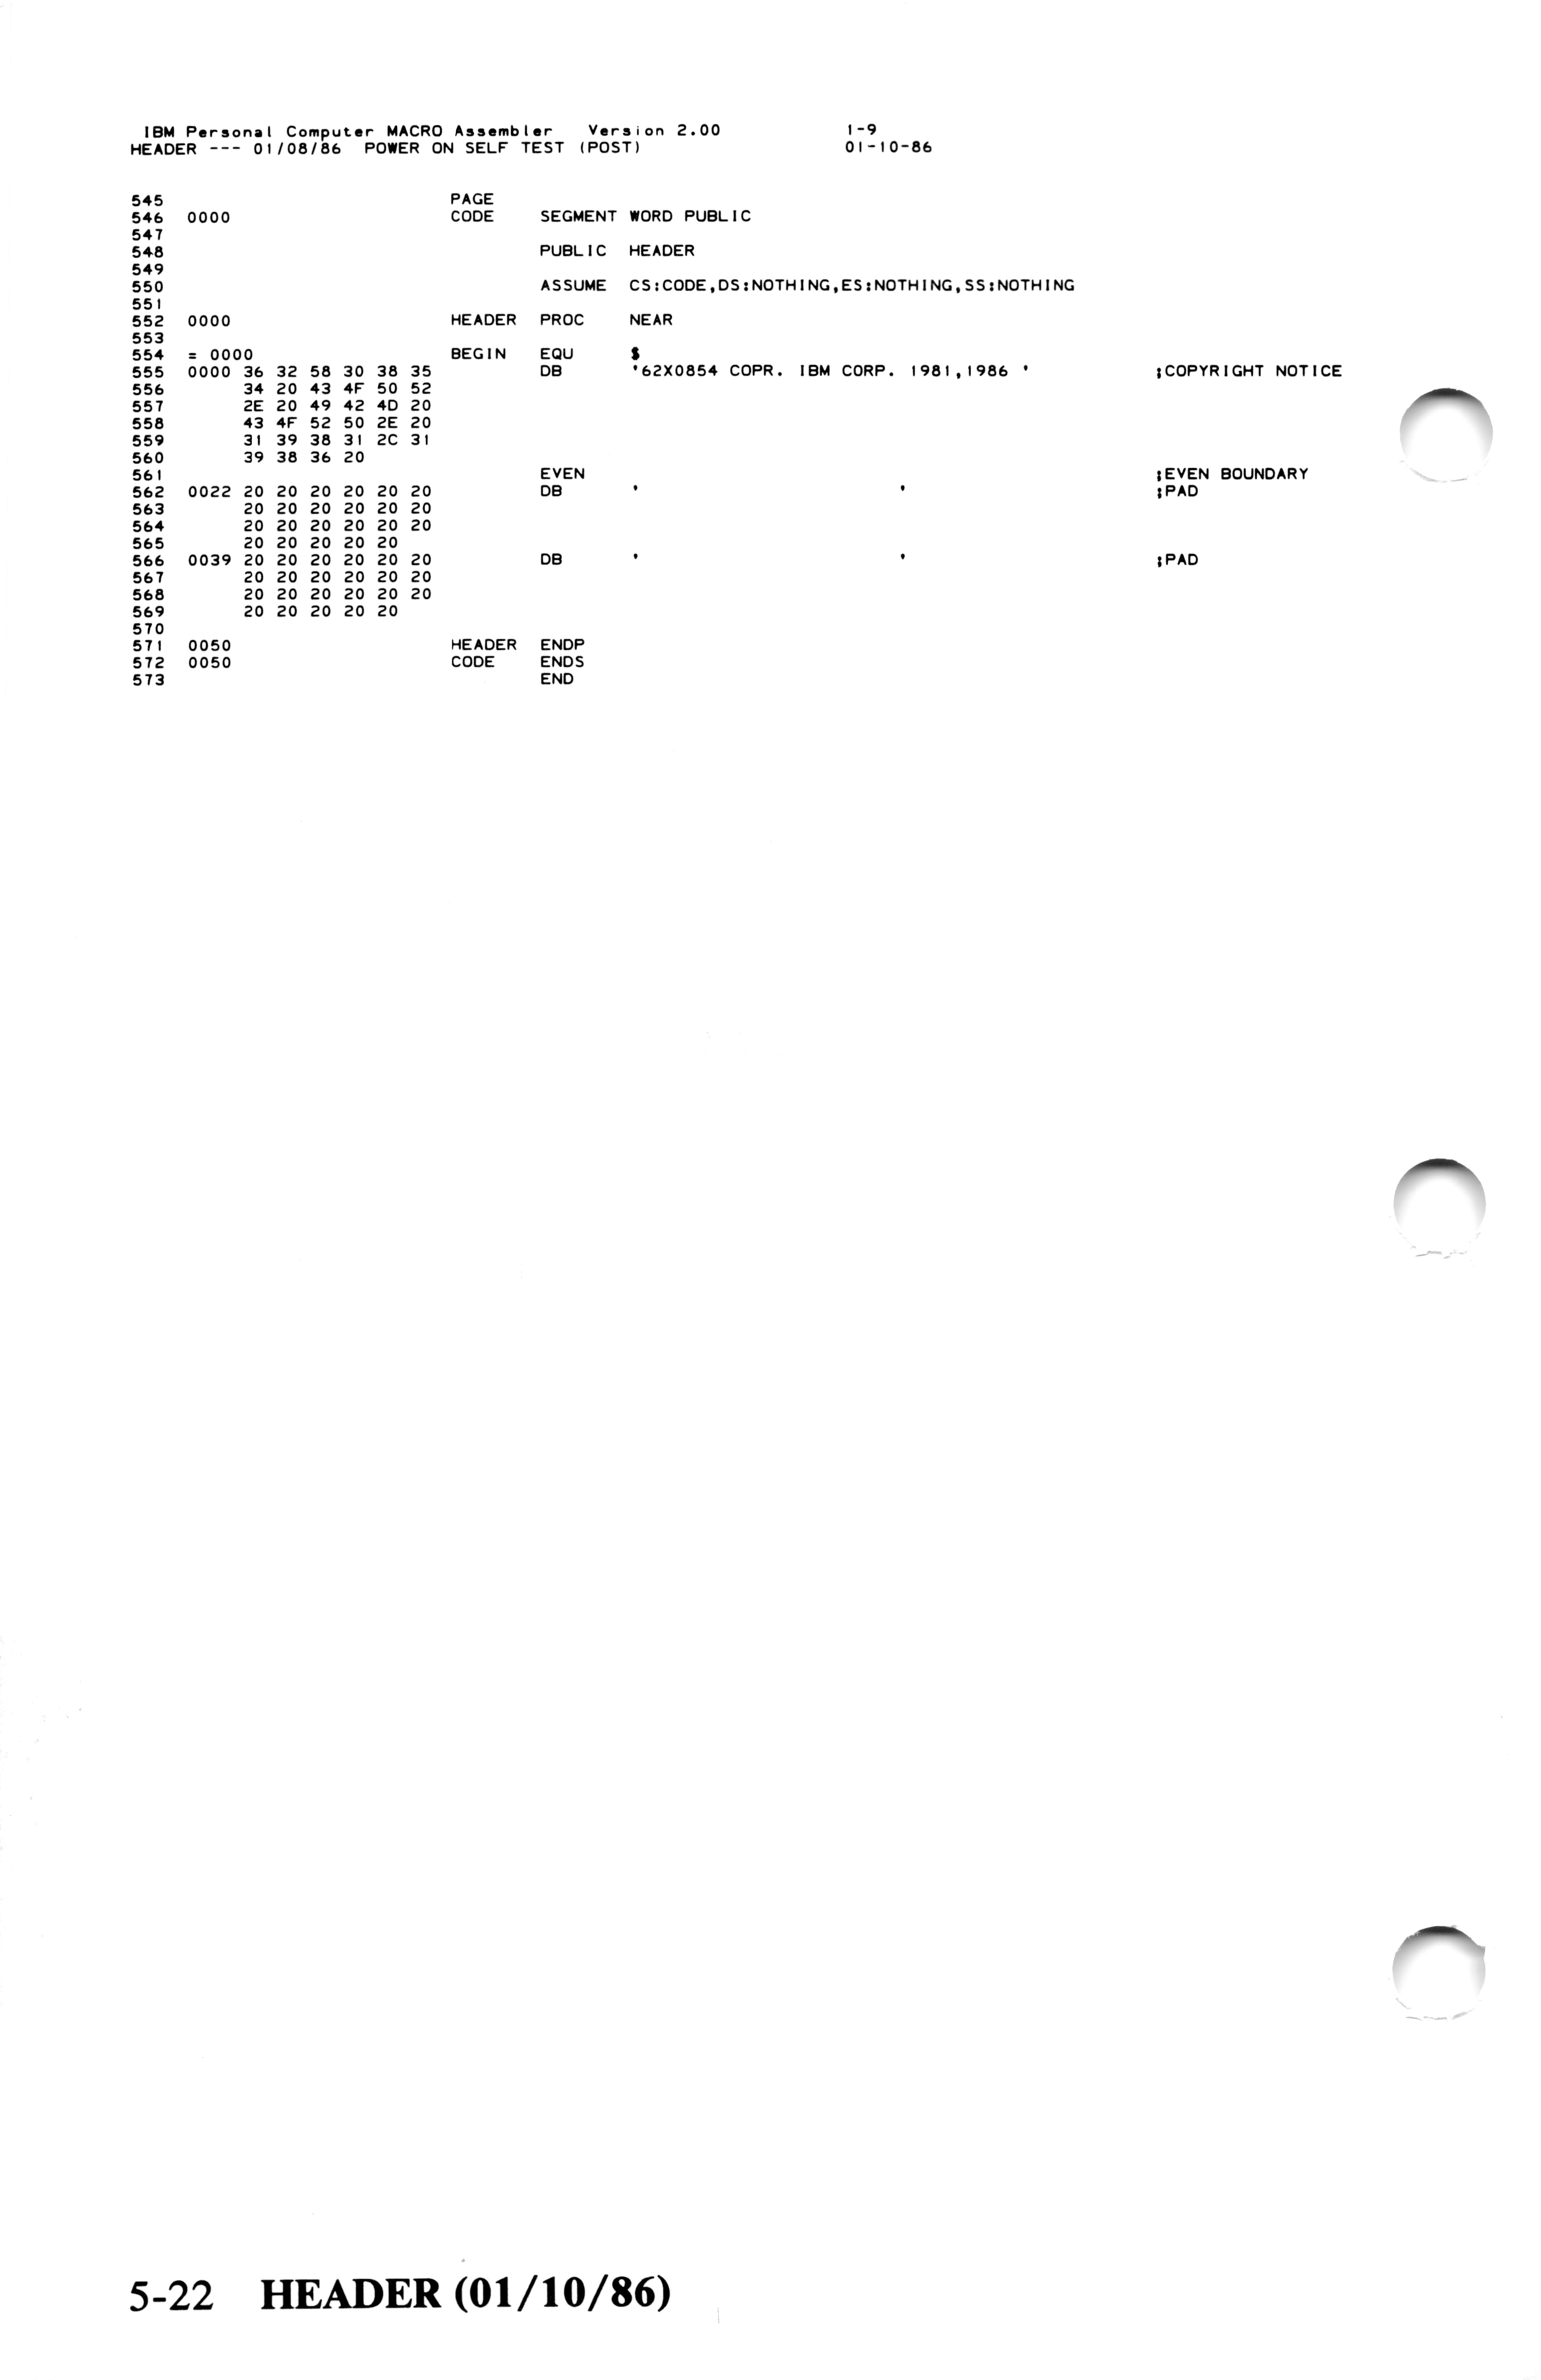 IBM Personal Computer MACRO Assembler   Version 2.00            1-9
HEADER --- 01/08/86  POWER ON SELF TEST (POST)                  01-10-86
545                             PAGE
546  0000                       CODE    SEGMENT WORD PUBLIC
547
548                                     PUBLIC  HEADER
549
550                                     ASSUME  CS:CODE,DS:NOTHING,ES:NOTHING,SS:NOTHING
551
552  0000                       HEADER  PROC    NEAR
553
554  = 0000                     BEGIN   EQU     $
555  0000 36 32 58 30 38 35             DB      '62X0854 COPR. IBM CORP. 1981,1986 '            ;COPYRIGHT NOTICE
556       34 20 43 4F 50 52
557       2E 20 49 42 4D 20
558       43 4F 52 50 2E 20
559       31 39 38 31 2C 31
560       39 38 36 20
561                                     EVEN                                                    ;EVEN BOUNDARY
562  0022 20 20 20 20 20 20             DB      '                       '                       ;PAD
563       20 20 20 20 20 20
564       20 20 20 20 20 20
565       20 20 20 20 20
566  0039 20 20 20 20 20 20             DB      '                       '                       ;PAD
567       20 20 20 20 20 20
568       20 20 20 20 20 20
569       20 20 20 20 20
570
571  0050                       HEADER  ENDP
572  0050                       CODE    ENDS
573                                     END
5-22   HEADER (01/10/86)